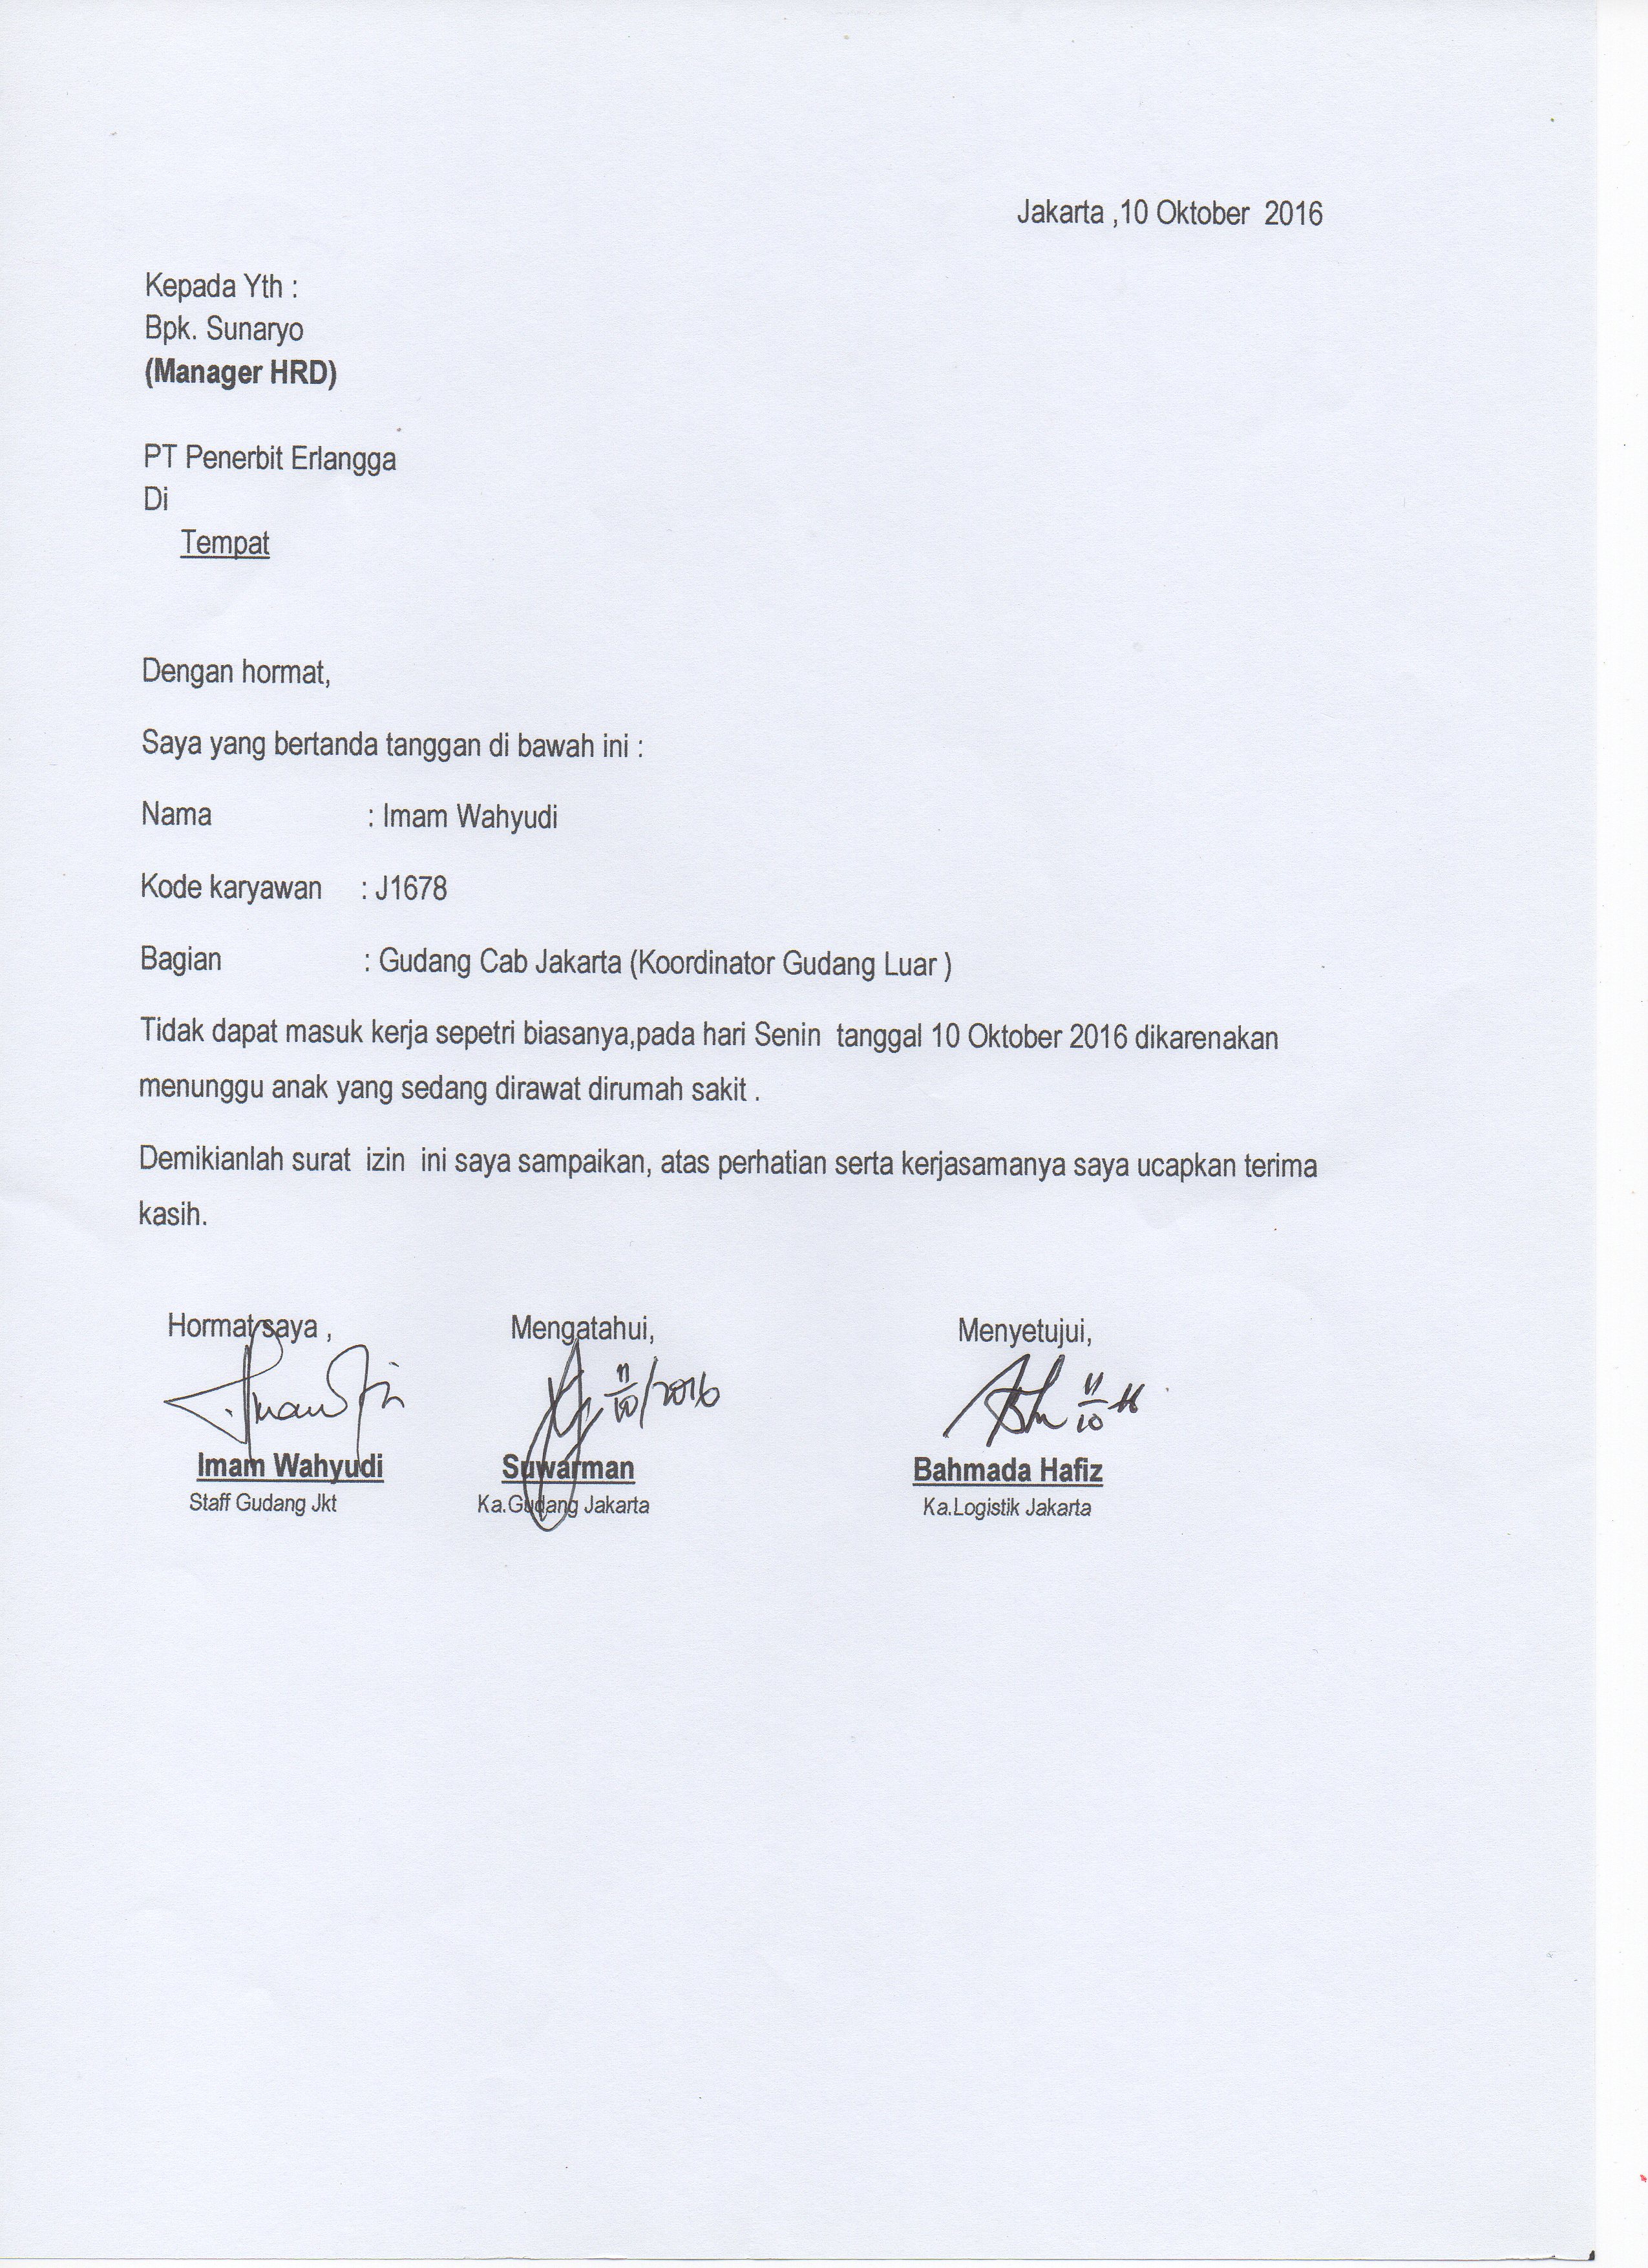 Jakarta ,10 Oktober 2016
Kepada Yth :
Bpk. Sunaryo
(Manager HRD)
PT Penerbit Erlangga
Di
Tempat
Dengan hormat,
Saya yang bertanda tanggan di bawah ini :
Nama : Imam Wahyudi
Kode karyawan : J1678
Bagian : Gudang Cab Jakarta (Koordinator Gudang Luar )
Tidak dapat masuk kerja sepetri biasanya,pada hari Senin tanggal 10 Oktober 2016 dikarenakan
menunggu anak yang sedang dirawat dirumah sakit .
Demikianlah surat izin ini saya sampaikan, atas perhatian serta kerjasamanya saya ucapkan terima
kasih.
Hormat saya , Mengatahui, Menyetujui,
11/10/2016 11/10 16
Imam Wahyudi Suwarman Bahmada Hafiz
Staff Gudang Jkt Ka.Gudang Jakarta Ka.Logistik Jakarta